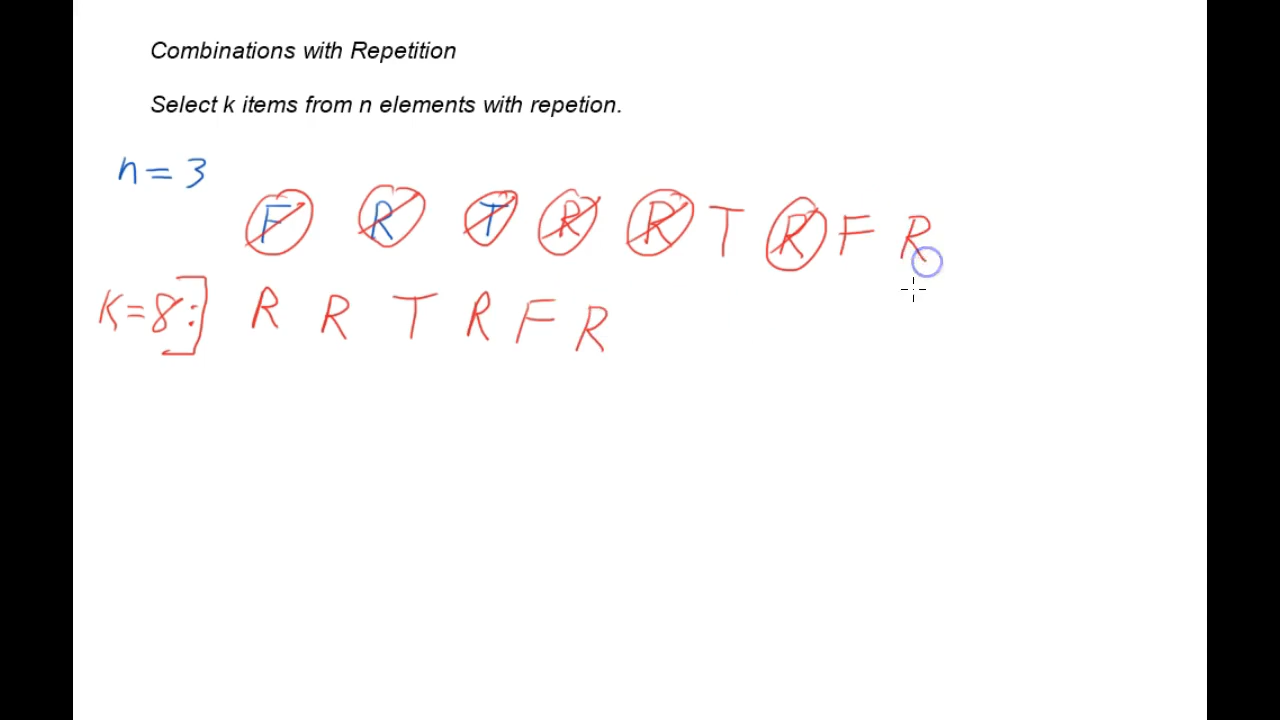 Combinations with Repetition
Select k items from n elements with repetion.
n = 3
F R T R R T R F R
K=8:] R R T R F R